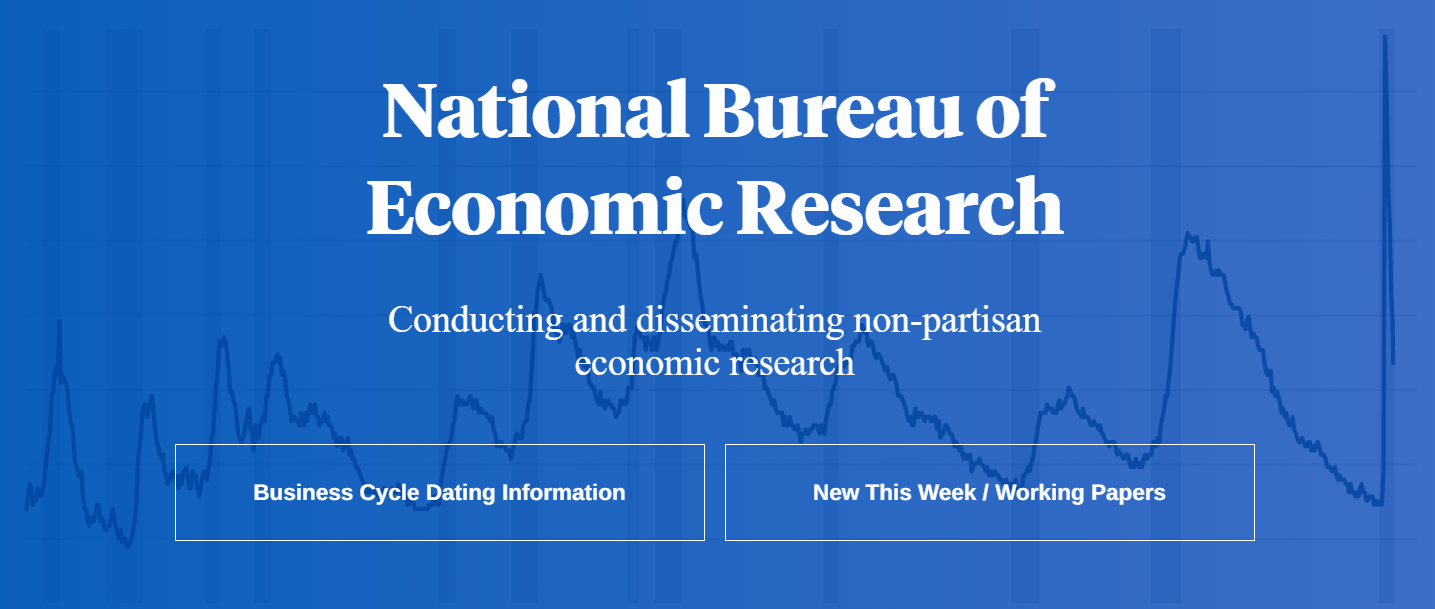 National Bureau of
Economic Research
Conducting and disseminating non-partisan
economic research
Business Cycle Dating Information
New This Week / Working Papers